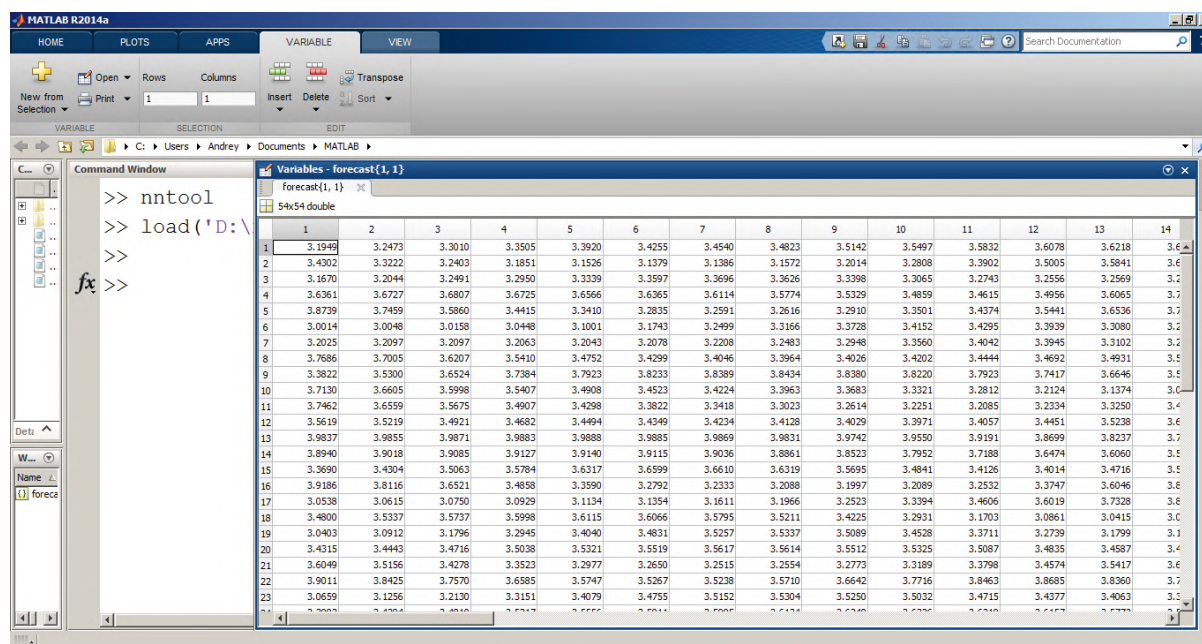 MATLAB R2014a
HOME PLOTS APPS VARIABLE VIEW Search Documentation
New from Selection Open Print Rows Columns 1 1 Insert Delete Transpose Sort
VARIABLE SELECTION EDIT
C: Users Andrey Documents MATLAB
C... Command Window Variables - forecast{1, 1}
forecast{1, 1}
54x54 double
>> nntool
>> load('D:\
>>
fx >>
W...
Name
foreca
1 2 3 4 5 6 7 8 9 10 11 12 13 14
1 3.1949 3.2473 3.3010 3.3505 3.3920 3.4255 3.4540 3.4823 3.5142 3.5497 3.5832 3.6078 3.6218
2 3.4302 3.3222 3.2403 3.1851 3.1526 3.1379 3.1386 3.1572 3.2014 3.2808 3.3902 3.5005 3.5841
3 3.1670 3.2044 3.2491 3.2950 3.3339 3.3597 3.3696 3.3626 3.3398 3.3065 3.2743 3.2556 3.2569
4 3.6361 3.6727 3.6807 3.6725 3.6566 3.6365 3.6114 3.5774 3.5329 3.4859 3.4615 3.4956 3.6065
5 3.8739 3.7459 3.5860 3.4415 3.3410 3.2835 3.2591 3.2616 3.2910 3.3501 3.4374 3.5441 3.6536
6 3.0014 3.0048 3.0158 3.0448 3.1001 3.1743 3.2499 3.3166 3.3728 3.4152 3.4295 3.3939 3.3080
7 3.2025 3.2097 3.2097 3.2063 3.2043 3.2078 3.2208 3.2483 3.2948 3.3560 3.4042 3.3945 3.3102
8 3.7686 3.7005 3.6207 3.5410 3.4752 3.4299 3.4046 3.3964 3.4026 3.4202 3.4444 3.4692 3.4931
9 3.3822 3.5300 3.6524 3.7384 3.7923 3.8233 3.8389 3.8434 3.8380 3.8220 3.7923 3.7417 3.6646
10 3.7130 3.6605 3.5998 3.5407 3.4908 3.4523 3.4224 3.3963 3.3683 3.3321 3.2812 3.2124 3.1374
11 3.7462 3.6559 3.5675 3.4907 3.4298 3.3822 3.3418 3.3023 3.2614 3.2251 3.2085 3.2334 3.3250
12 3.5619 3.5219 3.4921 3.4682 3.4494 3.4349 3.4234 3.4128 3.4029 3.3971 3.4057 3.4451 3.5238
13 3.9837 3.9855 3.9871 3.9883 3.9888 3.9885 3.9869 3.9831 3.9742 3.9550 3.9191 3.8699 3.8237
14 3.8940 3.9018 3.9085 3.9127 3.9140 3.9115 3.9036 3.8861 3.8523 3.7952 3.7188 3.6474 3.6060
15 3.3690 3.4304 3.5063 3.5784 3.6317 3.6599 3.6610 3.6319 3.5695 3.4841 3.4126 3.4014 3.4716
16 3.9186 3.8116 3.6521 3.4858 3.3590 3.2792 3.2333 3.2088 3.1997 3.2089 3.2532 3.3747 3.6046
17 3.0538 3.0615 3.0750 3.0929 3.1134 3.1354 3.1611 3.1966 3.2523 3.3394 3.4606 3.6019 3.7328
18 3.4800 3.5337 3.5737 3.5998 3.6115 3.6066 3.5795 3.5211 3.4225 3.2931 3.1703 3.0861 3.0415
19 3.0403 3.0912 3.1796 3.2945 3.4040 3.4831 3.5257 3.5337 3.5089 3.4528 3.3711 3.2739 3.1799
20 3.4315 3.4443 3.4716 3.5038 3.5321 3.5519 3.5617 3.5614 3.5512 3.5325 3.5087 3.4835 3.4587
21 3.6049 3.5156 3.4278 3.3523 3.2977 3.2650 3.2515 3.2554 3.2773 3.3189 3.3798 3.4574 3.5417
22 3.9011 3.8425 3.7570 3.6585 3.5747 3.5267 3.5238 3.5710 3.6642 3.7716 3.8463 3.8685 3.8360
23 3.0659 3.1256 3.2130 3.3151 3.4079 3.4755 3.5152 3.5304 3.5250 3.5032 3.4715 3.4377 3.4063